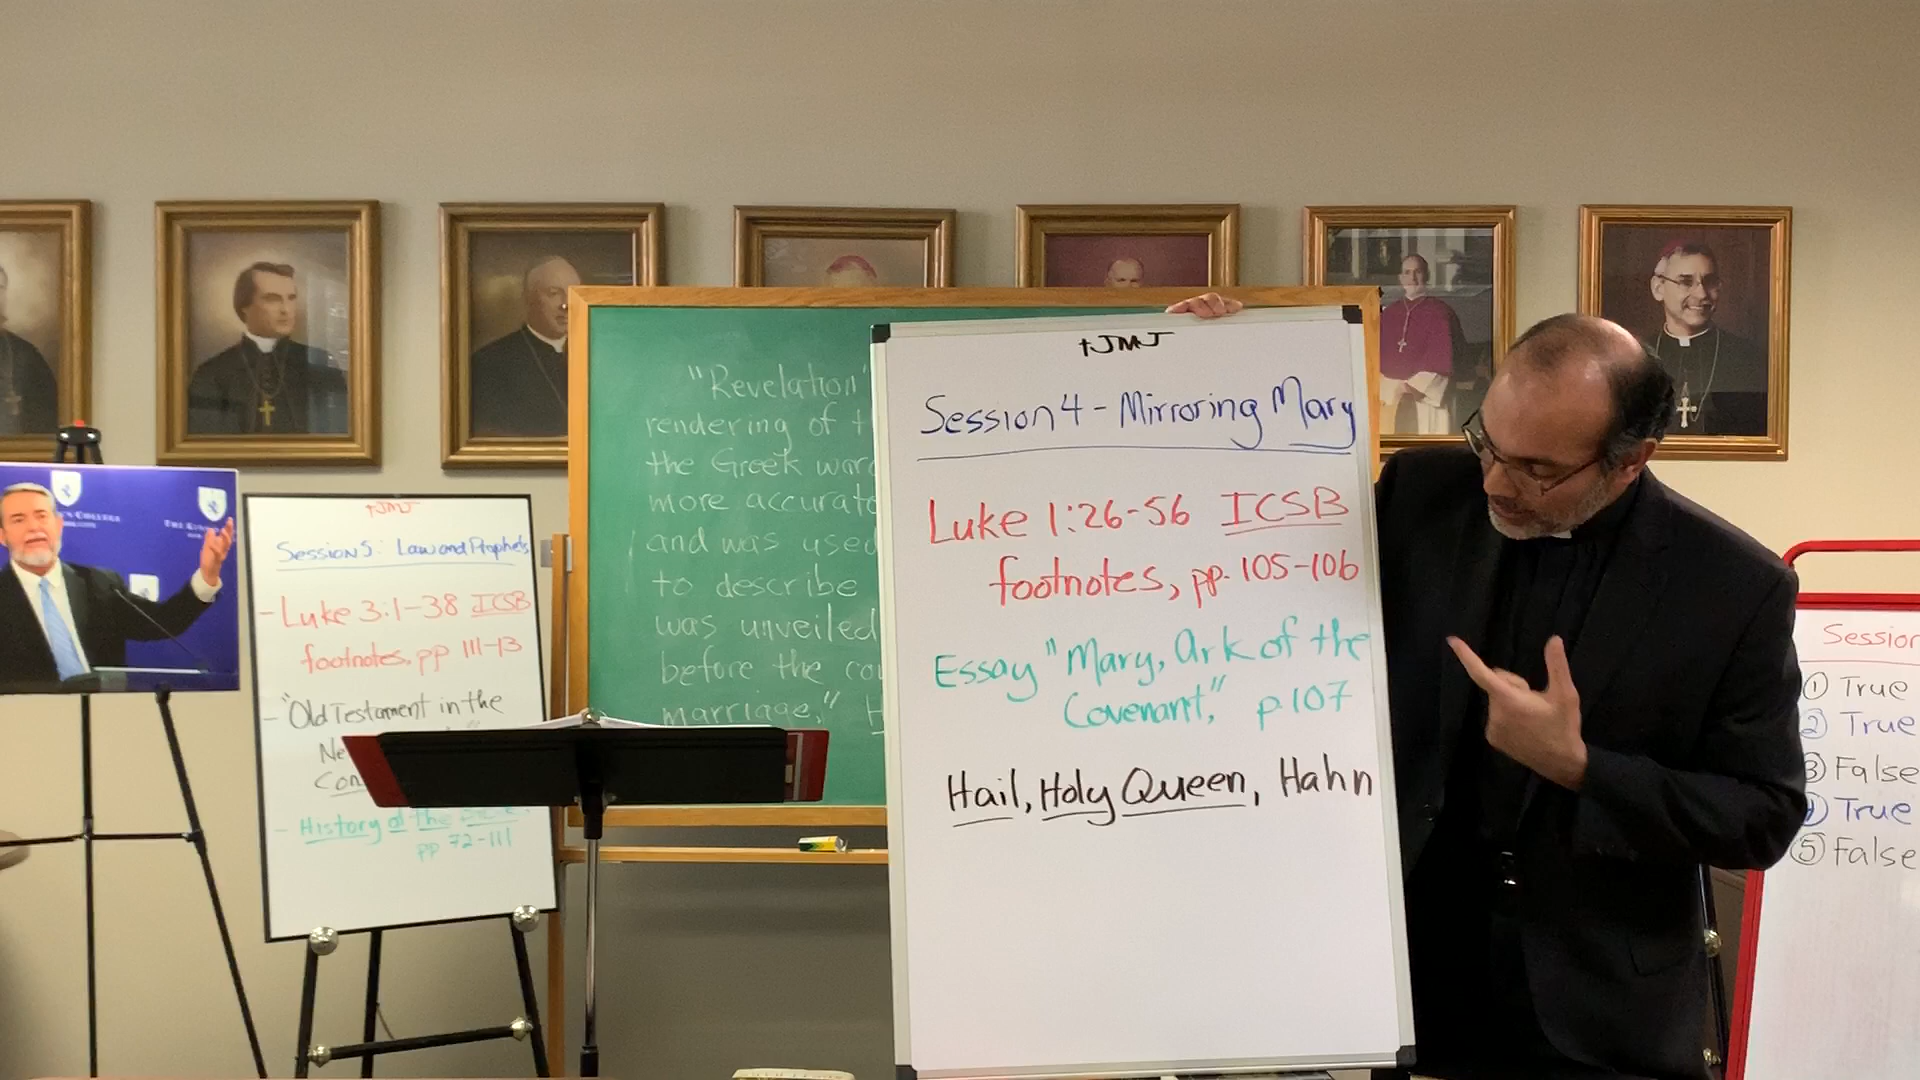 †JMJ
Session 4 - Mirroring Mary
Luke 1:26-56 ICSB
footnotes, pp. 105-106
Essay "Mary, Ark of the
Covenant," p.107
Hail, Holy Queen, Hahn
†JMJ
Session 5: Law and Prophets
- Luke 3:1-38 ICSB
footnotes, pp 111-13
- "Old Testament in the
- History of the
pp 72-111
"Revelation"
rendering of
the Greek
more
and was used
to describe
was unveiled
before the
marriage,"
① True
② True
③ False
④ True
⑤ False